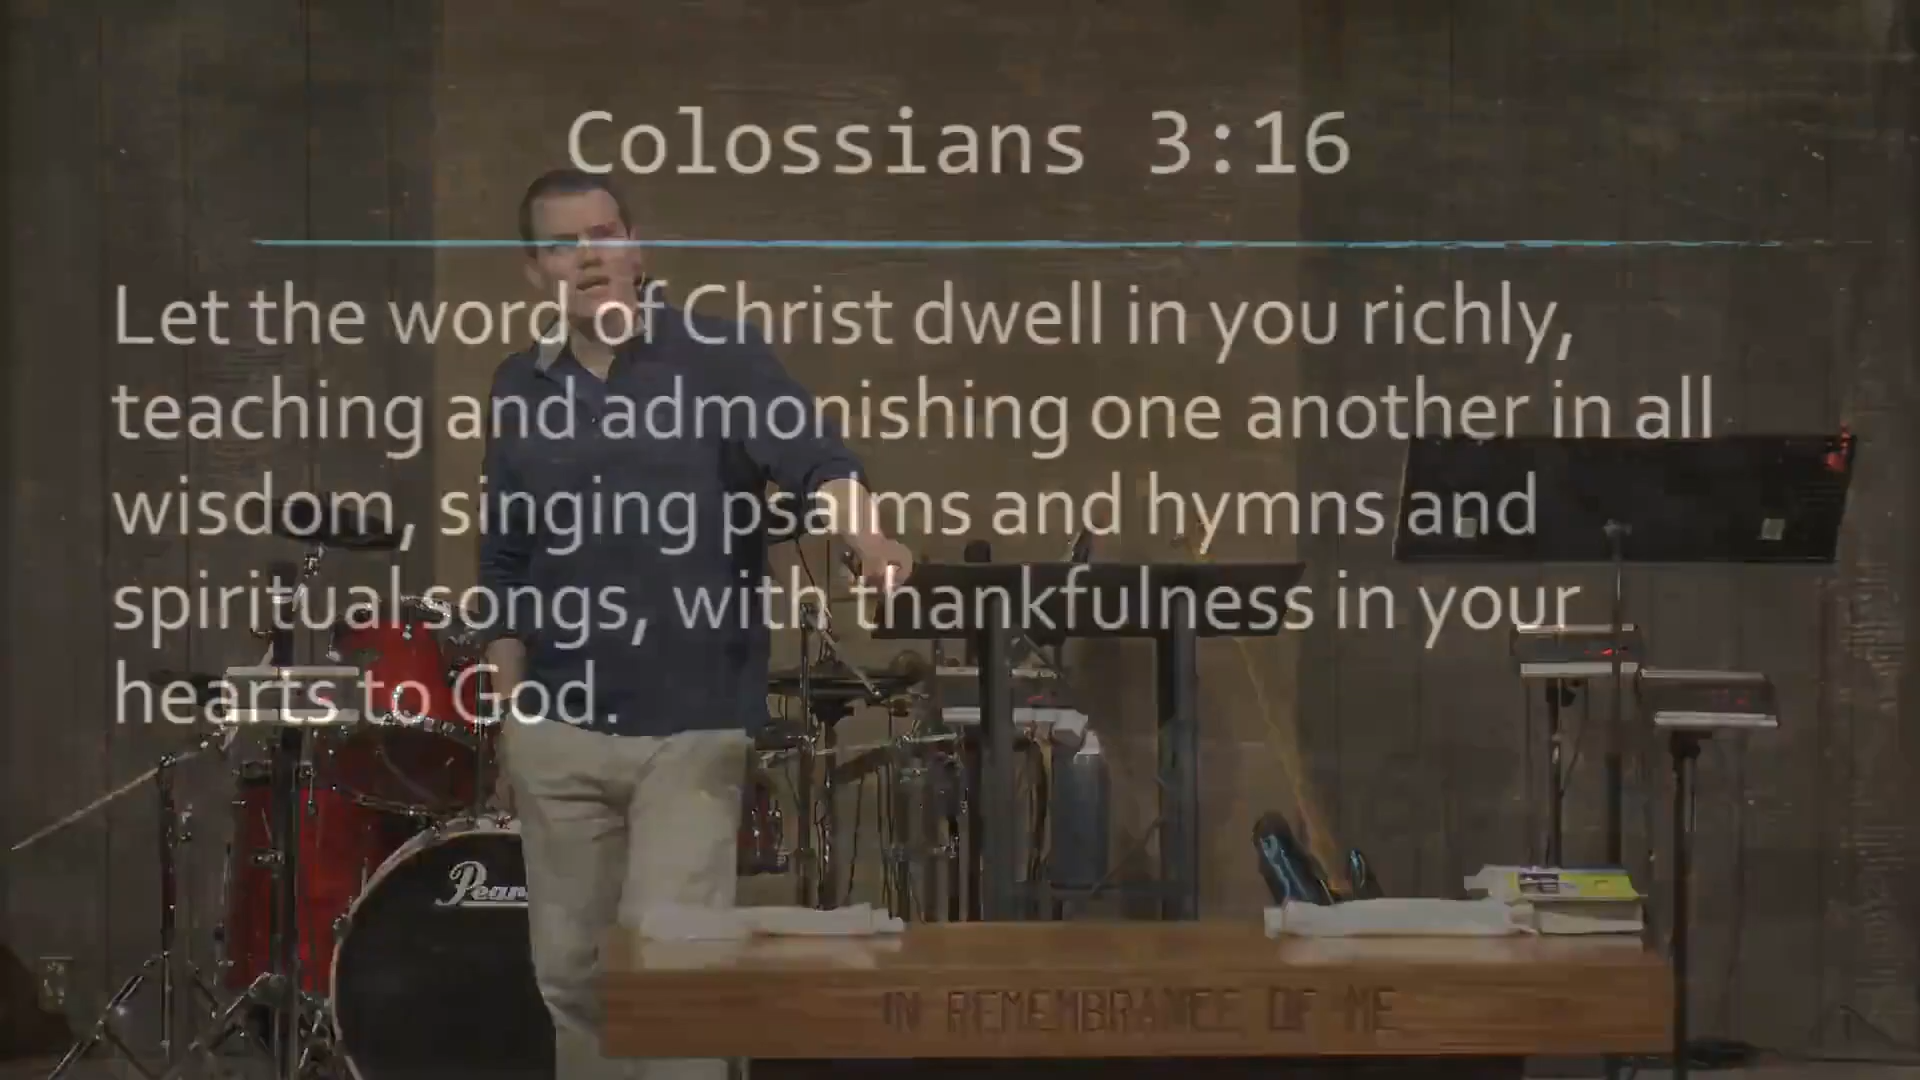 Colossians 3:16
Let the word of Christ dwell in you richly,
teaching and admonishing one another in all
wisdom, singing psalms and hymns and
spiritual songs, with thankfulness in your
hearts to God.
Pearl
IN REMEMBRANCE OF ME